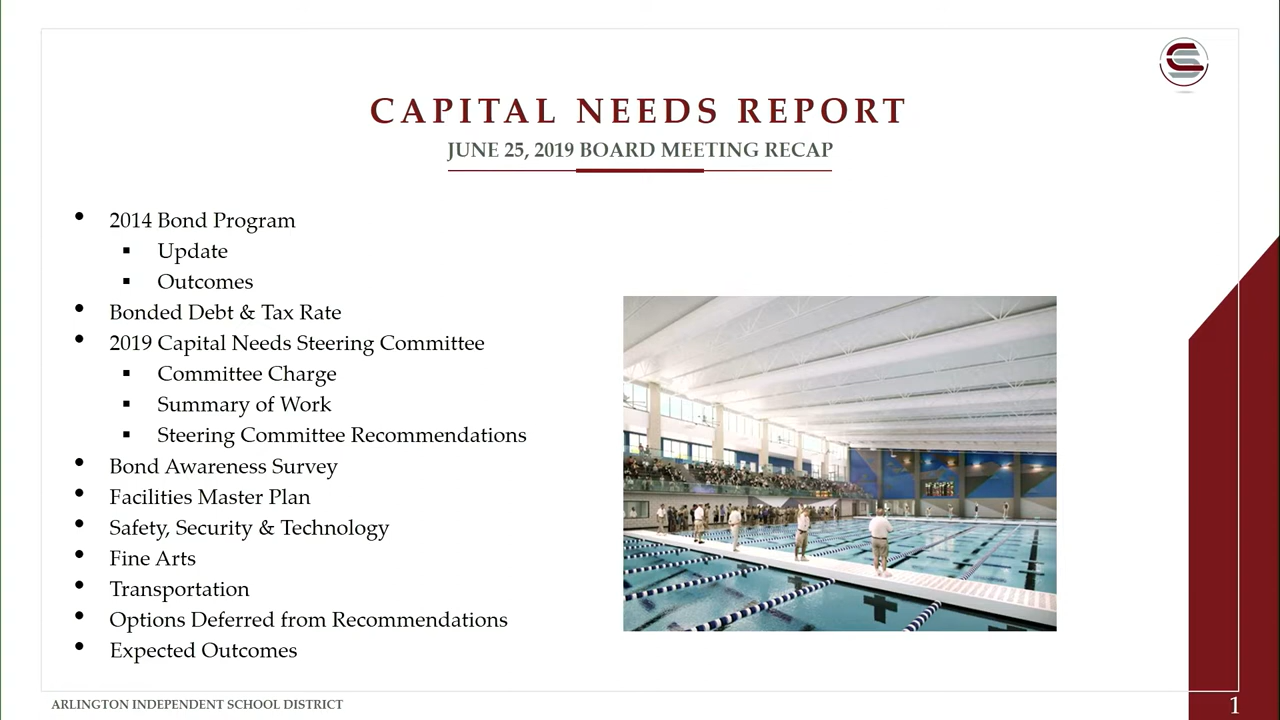 CAPITAL NEEDS REPORT
JUNE 25, 2019 BOARD MEETING RECAP
• 2014 Bond Program
▪ Update
▪ Outcomes
• Bonded Debt & Tax Rate
• 2019 Capital Needs Steering Committee
▪ Committee Charge
▪ Summary of Work
▪ Steering Committee Recommendations
• Bond Awareness Survey
• Facilities Master Plan
• Safety, Security & Technology
• Fine Arts
• Transportation
• Options Deferred from Recommendations
• Expected Outcomes
ARLINGTON INDEPENDENT SCHOOL DISTRICT
1